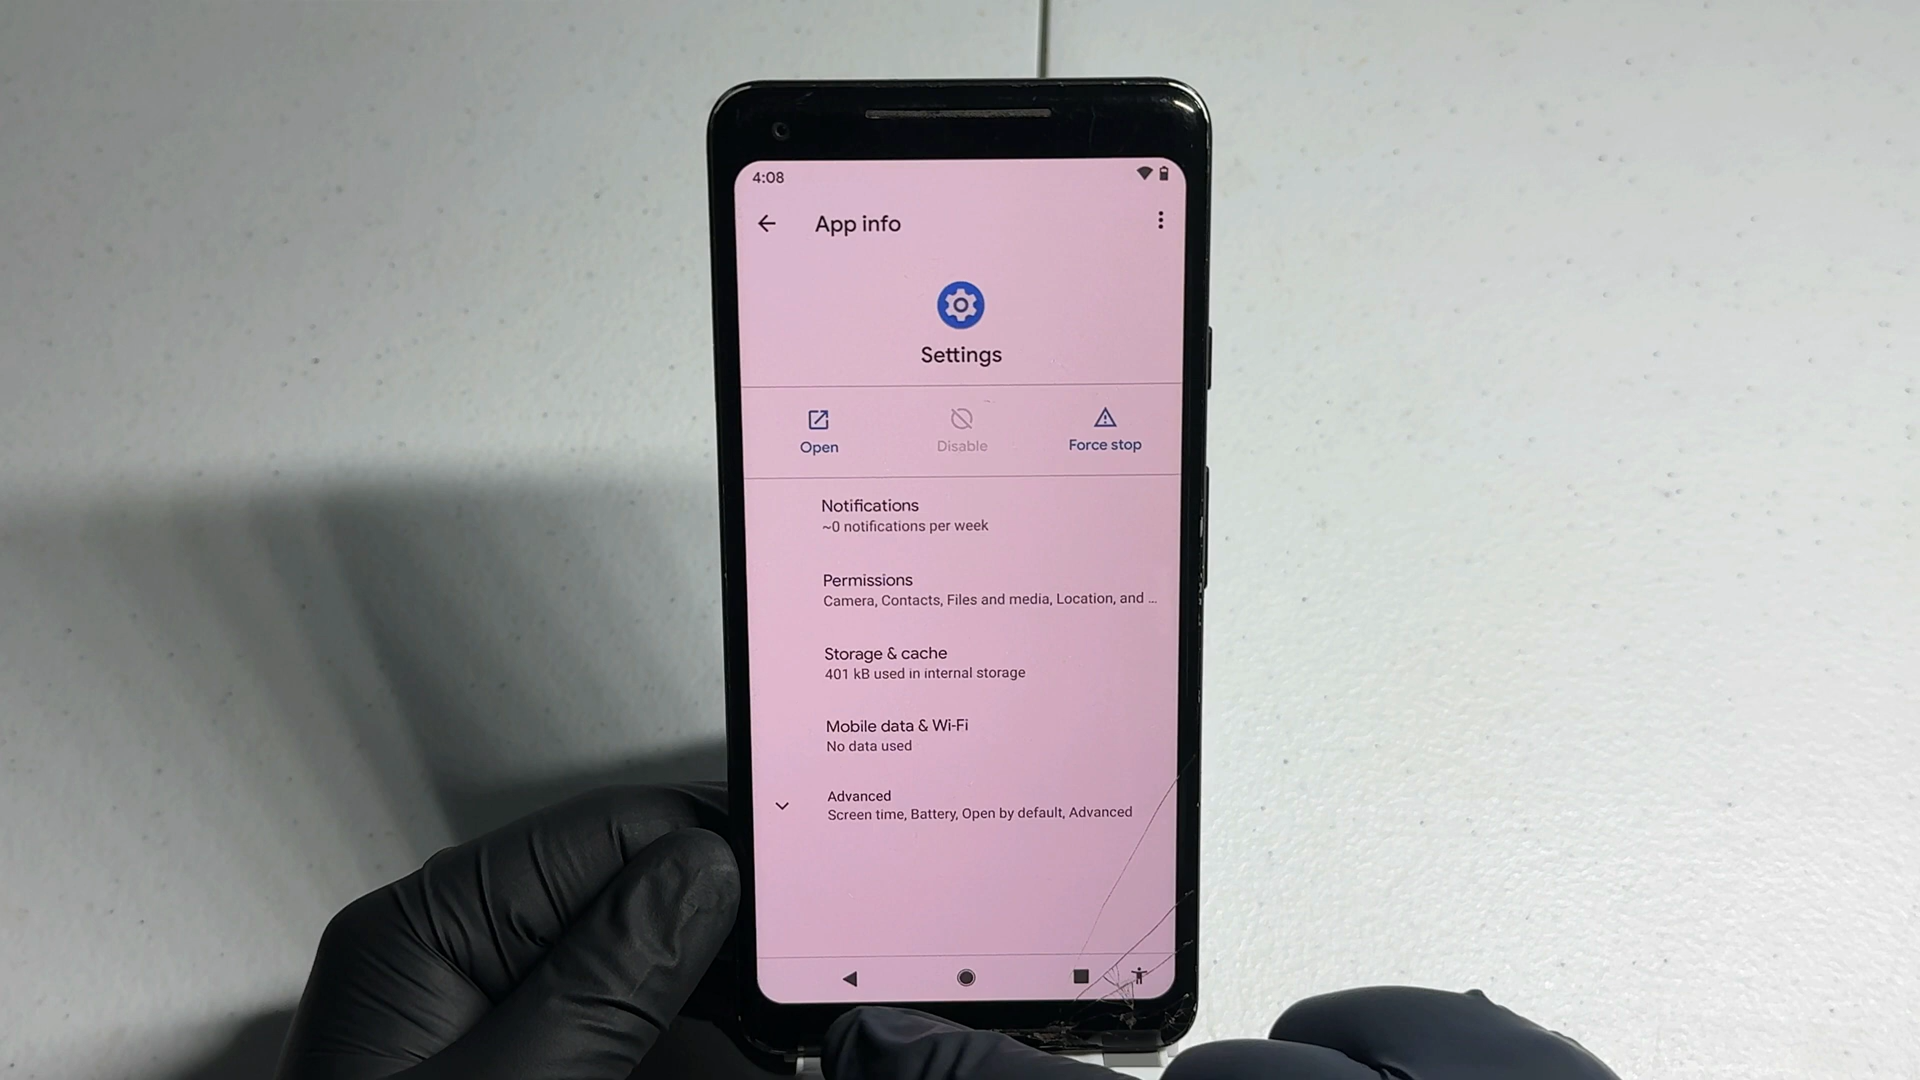 4:08
App info
Settings
Open
Disable
Force stop
Notifications
~0 notifications per week
Permissions
Camera, Contacts, Files and media, Location, and ...
Storage & cache
401 kB used in internal storage
Mobile data & Wi-Fi
No data used
Advanced
Screen time, Battery, Open by default, Advanced